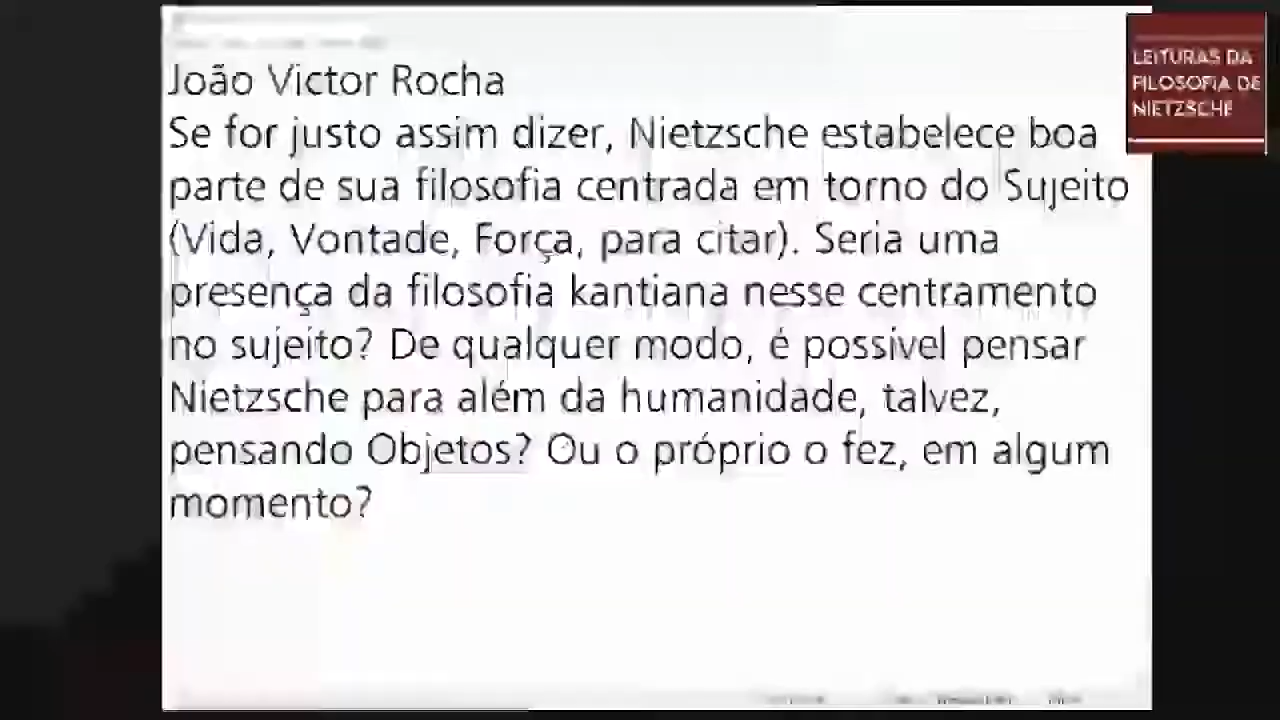 João Victor Rocha
Se for justo assim dizer, Nietzsche estabelece boa
parte de sua filosofia centrada em torno do Sujeito
(Vida, Vontade, Força, para citar). Seria uma
presença da filosofia kantiana nesse centramento
no sujeito? De qualquer modo, é possivel pensar
Nietzsche para além da humanidade, talvez,
pensando Objetos? Ou o próprio o fez, em algum
momento?
LEITURAS DA
FILOSOFIA DE
NIETZSCHE